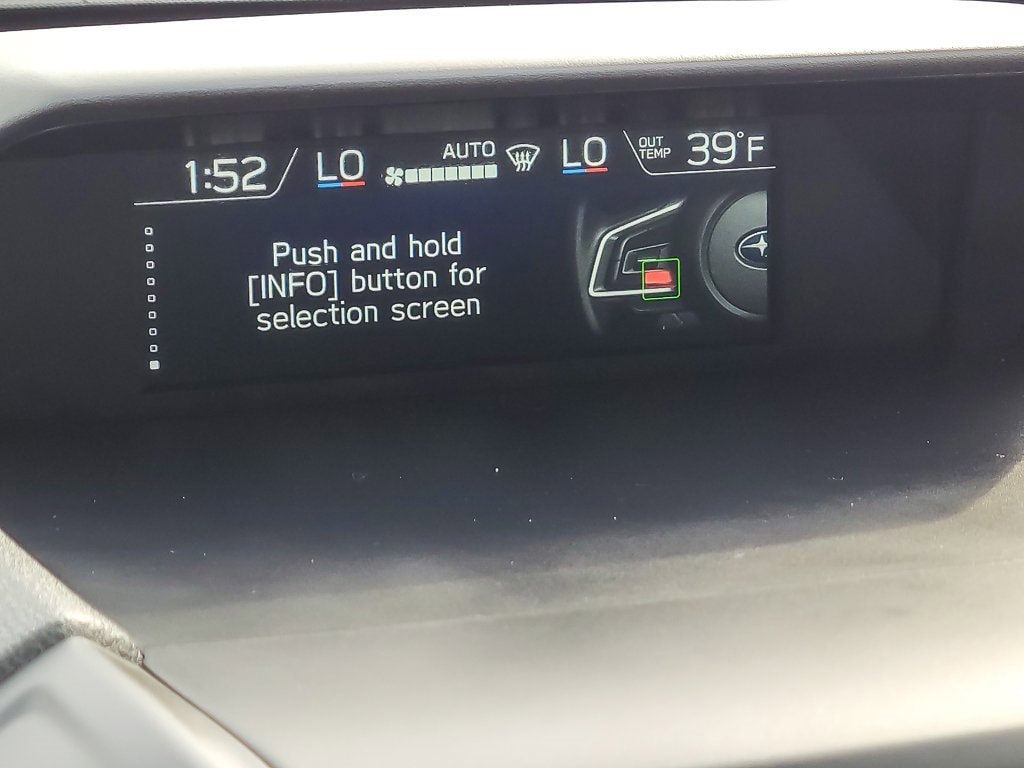 1:52 LO AUTO LO OUT TEMP 39°F
Push and hold
[INFO] button for
selection screen